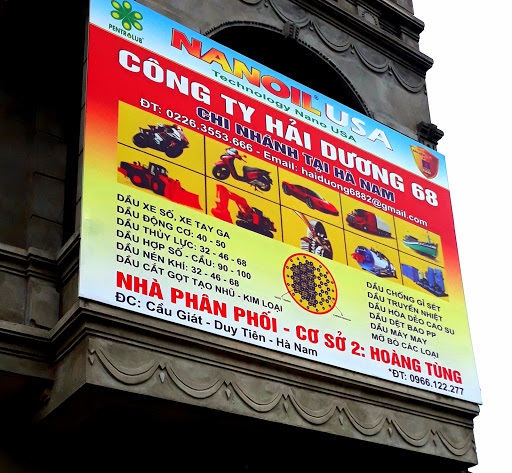 PENTROLUB
NANOIL® USA
Technology Nano USA
CÔNG TY HẢI DƯƠNG 68
CHI NHÁNH TẠI HÀ NAM
ĐT: 0226.3553.666 - Email: haiduong6862@gmail.com
DẦU XE SỐ. XE TAY GA
DẦU ĐỘNG CƠ: 40 - 50
DẦU THỦY LỰC: 32 - 46 - 68
DẦU HỢP SỐ - CẦU: 90 - 100
DẦU NÉN KHÍ: 32 - 46 - 68
DẦU CẮT GỌT TẠO NHŨ - KIM LOẠI
DẦU CHỐNG GỈ SÉT
DẦU TRUYỀN NHIỆT
DẦU HÓA DẺO CAO SU
DẦU DỆT BAO PP
DẦU MÁY MAY
MỠ BÒ CÁC LOẠI
NHÀ PHÂN PHỐI - CƠ SỞ 2: HOÀNG TÙNG
ĐC: Cầu Giát - Duy Tiên - Hà Nam
*ĐT: 0966.122.277